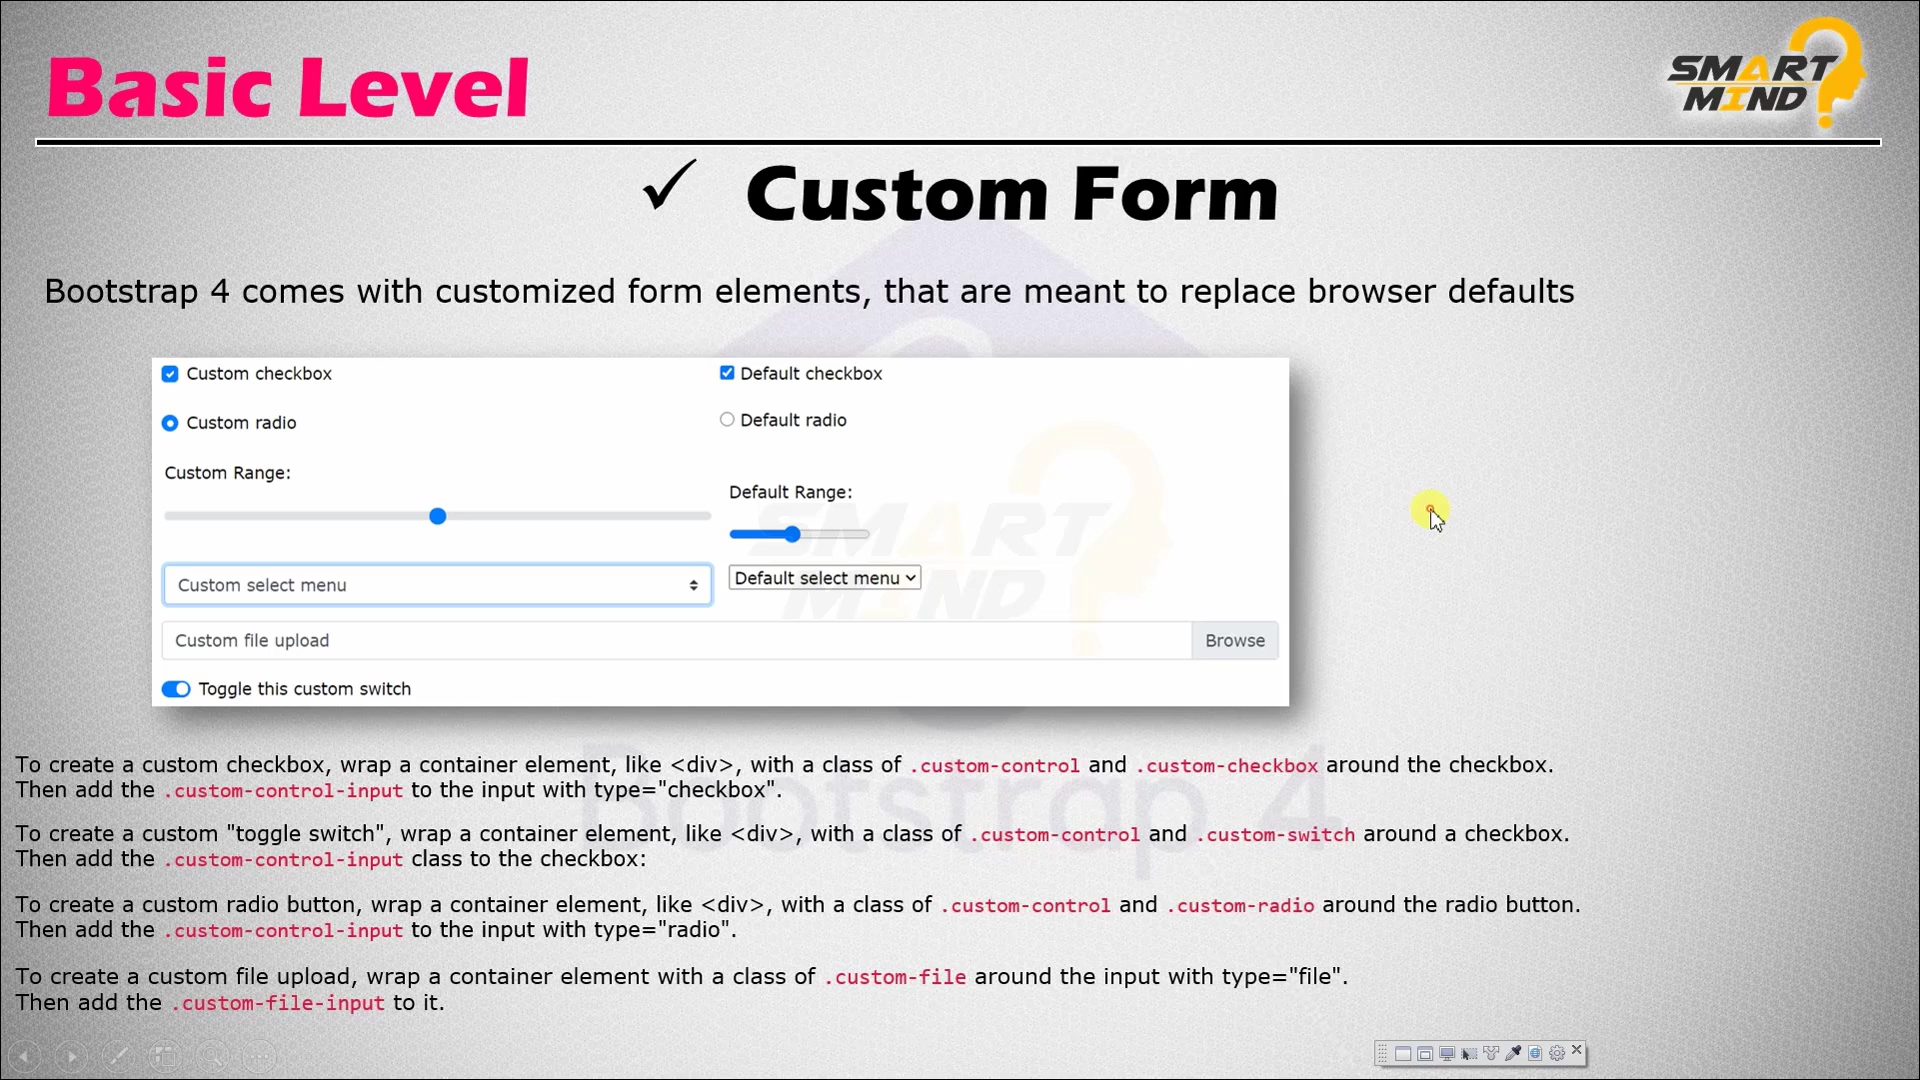 Basic Level
SMART
MIND
✓ Custom Form
Bootstrap 4 comes with customized form elements, that are meant to replace browser defaults
Custom checkbox
Default checkbox
Custom radio
Default radio
Custom Range:
Default Range:
Custom select menu
Default select menu
Custom file upload
Browse
Toggle this custom switch
SMART
MIND
To create a custom checkbox, wrap a container element, like <div>, with a class of .custom-control and .custom-checkbox around the checkbox.
Then add the .custom-control-input to the input with type="checkbox".
To create a custom "toggle switch", wrap a container element, like <div>, with a class of .custom-control and .custom-switch around a checkbox.
Then add the .custom-control-input class to the checkbox:
To create a custom radio button, wrap a container element, like <div>, with a class of .custom-control and .custom-radio around the radio button.
Then add the .custom-control-input to the input with type="radio".
To create a custom file upload, wrap a container element with a class of .custom-file around the input with type="file".
Then add the .custom-file-input to it.
Bootstrap 4